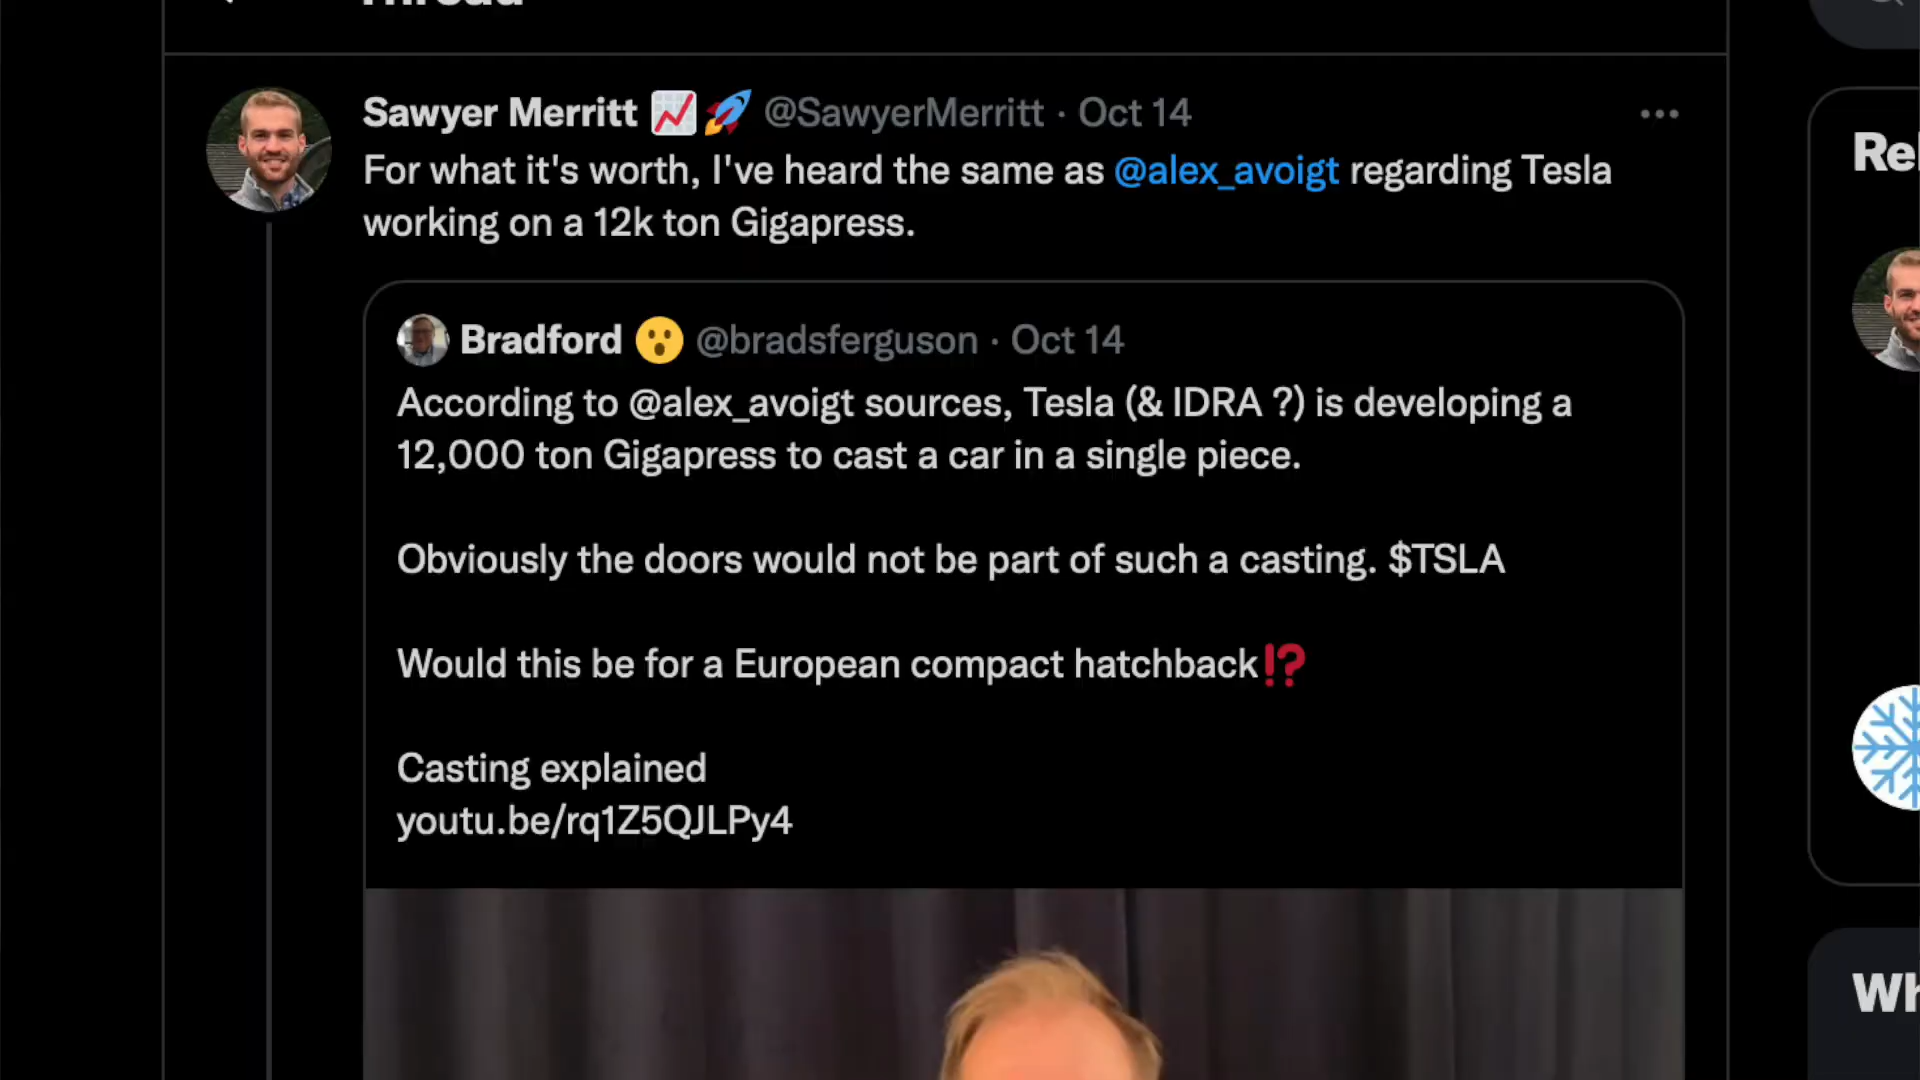 Thread
Sawyer Merritt 📈🚀 @SawyerMerritt · Oct 14
For what it's worth, I've heard the same as @alex_avoigt regarding Tesla
working on a 12k ton Gigapress.
Bradford 😮 @bradsferguson · Oct 14
According to @alex_avoigt sources, Tesla (& IDRA ?) is developing a
12,000 ton Gigapress to cast a car in a single piece.
Obviously the doors would not be part of such a casting. $TSLA
Would this be for a European compact hatchback⁉️
Casting explained
youtu.be/rq1Z5QJLPy4